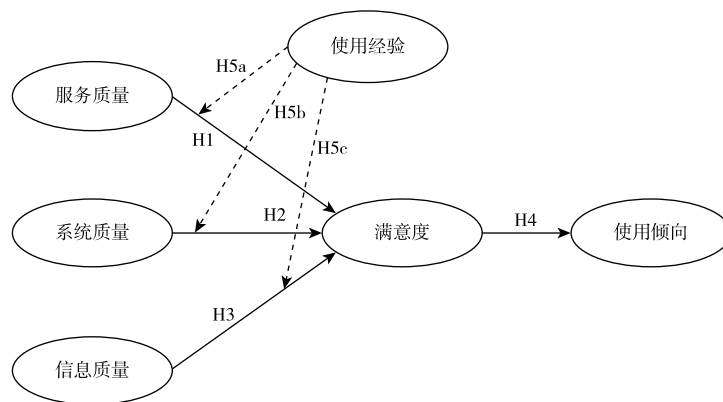 使用经验
H5a
服务质量
H5b
H1
H5c
H2
H4
系统质量
满意度
使用倾向
H3
信息质量